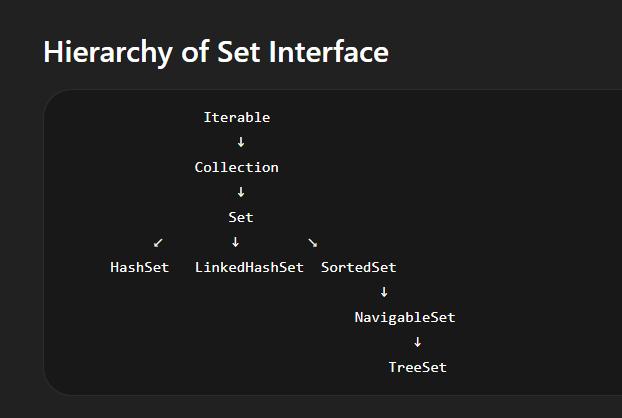 Hierarchy of Set Interface
Iterable
↓
Collection
↓
Set
↙ ↓ ↘
HashSet LinkedHashSet SortedSet
↓
NavigableSet
↓
TreeSet